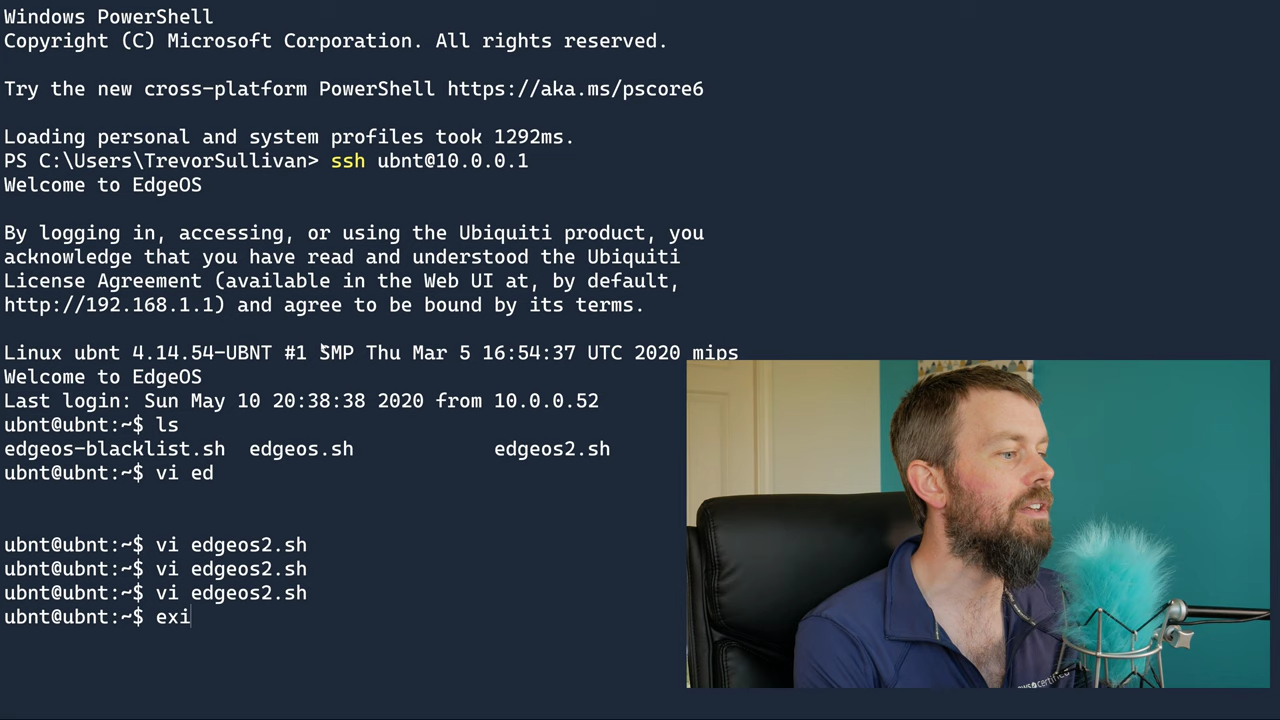 Windows PowerShell
Copyright (C) Microsoft Corporation. All rights reserved.
Try the new cross-platform PowerShell https://aka.ms/pscore6
Loading personal and system profiles took 1292ms.
PS C:\Users\TrevorSullivan> ssh ubnt@10.0.0.1
Welcome to EdgeOS
By logging in, accessing, or using the Ubiquiti product, you
acknowledge that you have read and understood the Ubiquiti
License Agreement (available in the Web UI at, by default,
http://192.168.1.1) and agree to be bound by its terms.
Linux ubnt 4.14.54-UBNT #1 SMP Thu Mar 5 16:54:37 UTC 2020 mips
Welcome to EdgeOS
Last login: Sun May 10 20:38:38 2020 from 10.0.0.52
ubnt@ubnt:~$ ls
edgeos-blacklist.sh  edgeos.sh            edgeos2.sh
ubnt@ubnt:~$ vi ed
ubnt@ubnt:~$ vi edgeos2.sh
ubnt@ubnt:~$ vi edgeos2.sh
ubnt@ubnt:~$ vi edgeos2.sh
ubnt@ubnt:~$ exi
certified